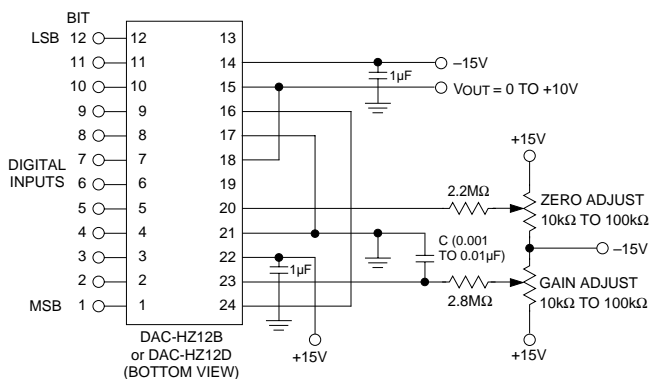 BIT
LSB 12 12 13
11 11 14 –15V
1µF
10 10 15 VOUT = 0 TO +10V
9 9 16
8 8 17 +15V
DIGITAL
INPUTS
7 7 18
6 6 19 2.2MΩ ZERO ADJUST
5 5 20 10kΩ TO 100kΩ
4 4 21
C (0.001
TO 0.01µF)
–15V
3 3 22
1µF
2 2 23 GAIN ADJUST
2.8MΩ 10kΩ TO 100kΩ
MSB 1 1 24
DAC-HZ12B
or DAC-HZ12D
(BOTTOM VIEW)
+15V
+15V